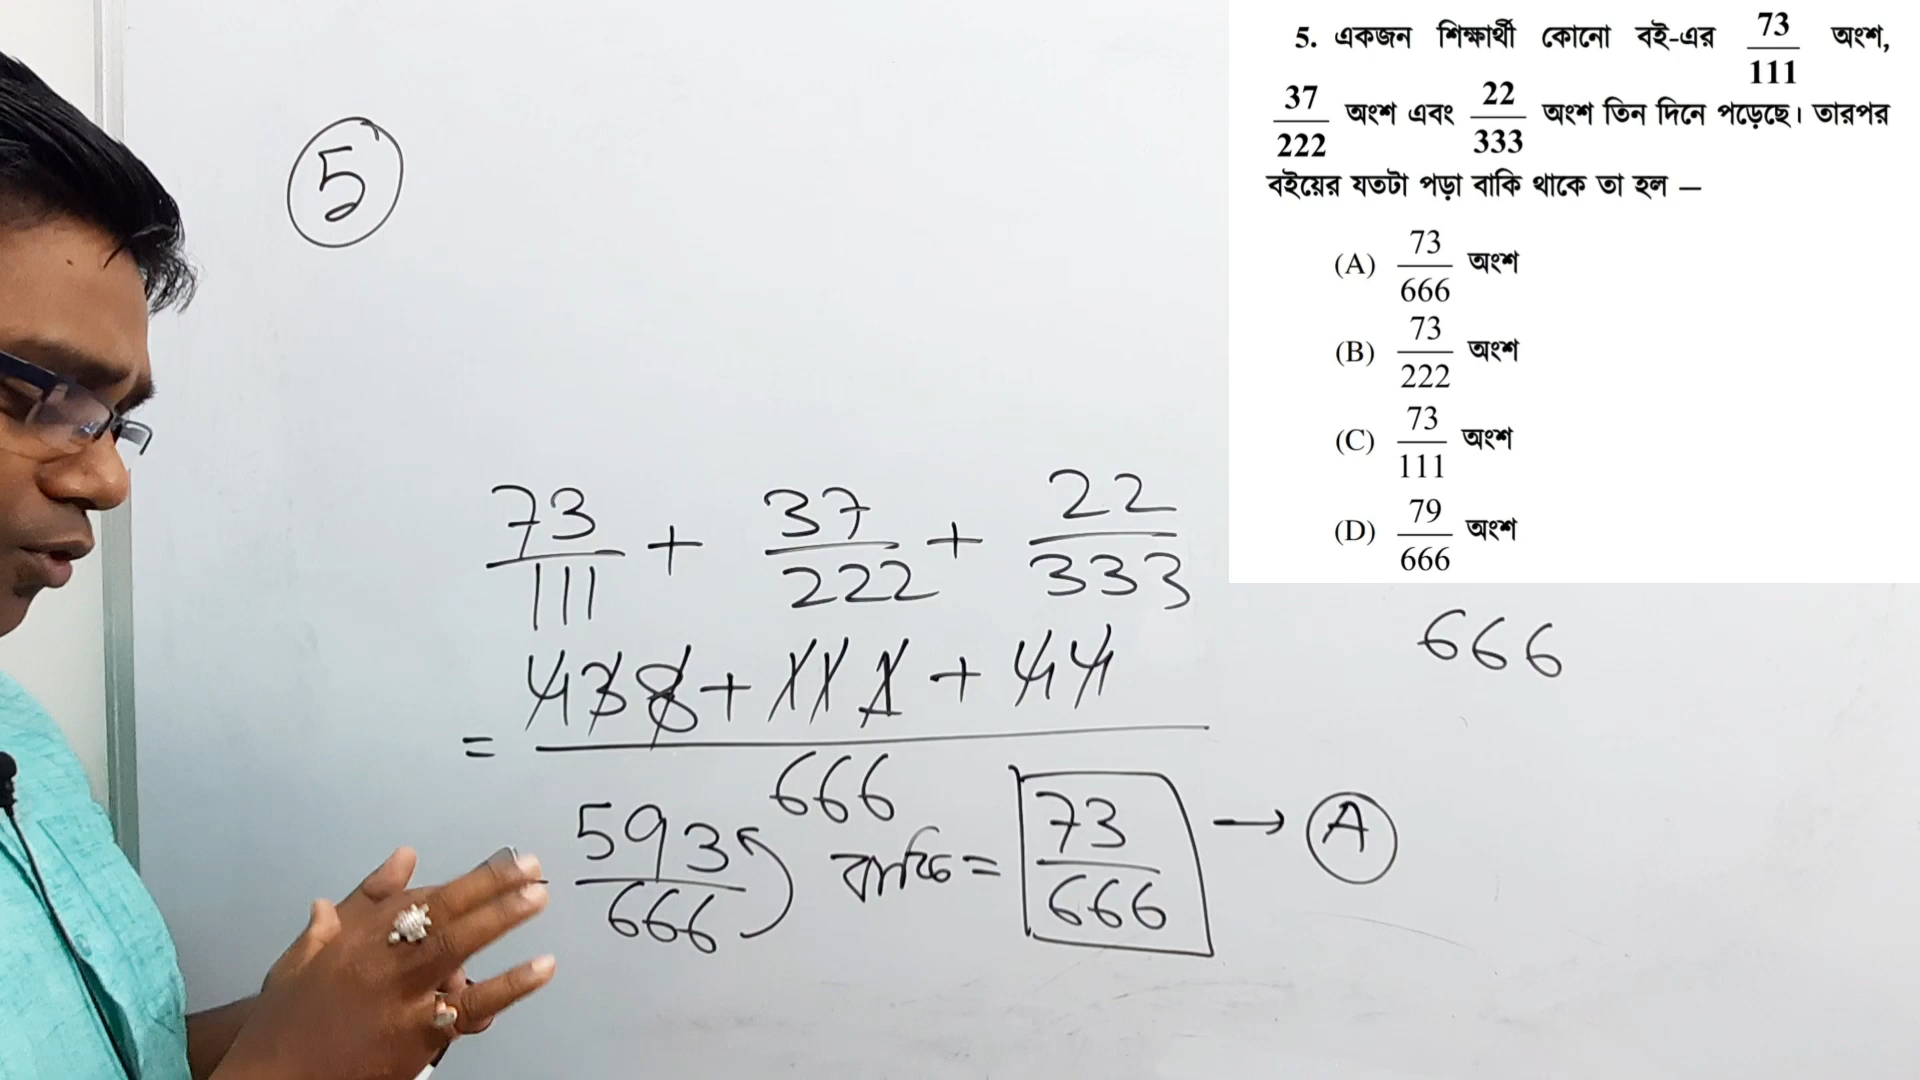 5. একজন শিক্ষার্থী কোনো বই-এর 73/111 অংশ,
37/222 অংশ এবং 22/333 অংশ তিন দিনে পড়েছে। তারপর
বইয়ের যতটা পড়া বাকি থাকে তা হল —
(A) 73/666 অংশ
(B) 73/222 অংশ
(C) 73/111 অংশ
(D) 79/666 অংশ
5
73/111 + 37/222 + 22/333
666
= 438 + 111 + 44 / 666
593/666 বাকি = 73/666 → A